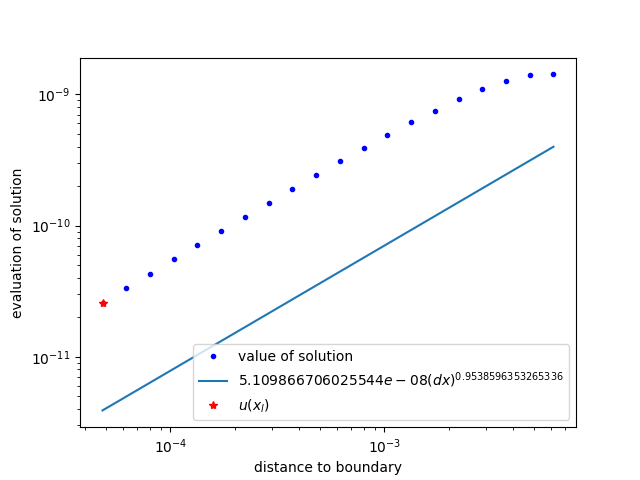 evaluation of solution
10⁻⁹
10⁻¹⁰
10⁻¹¹
value of solution
5.109866706025544e − 08(dx)^0.9538596353265336
u(x_l)
10⁻⁴
10⁻³
distance to boundary